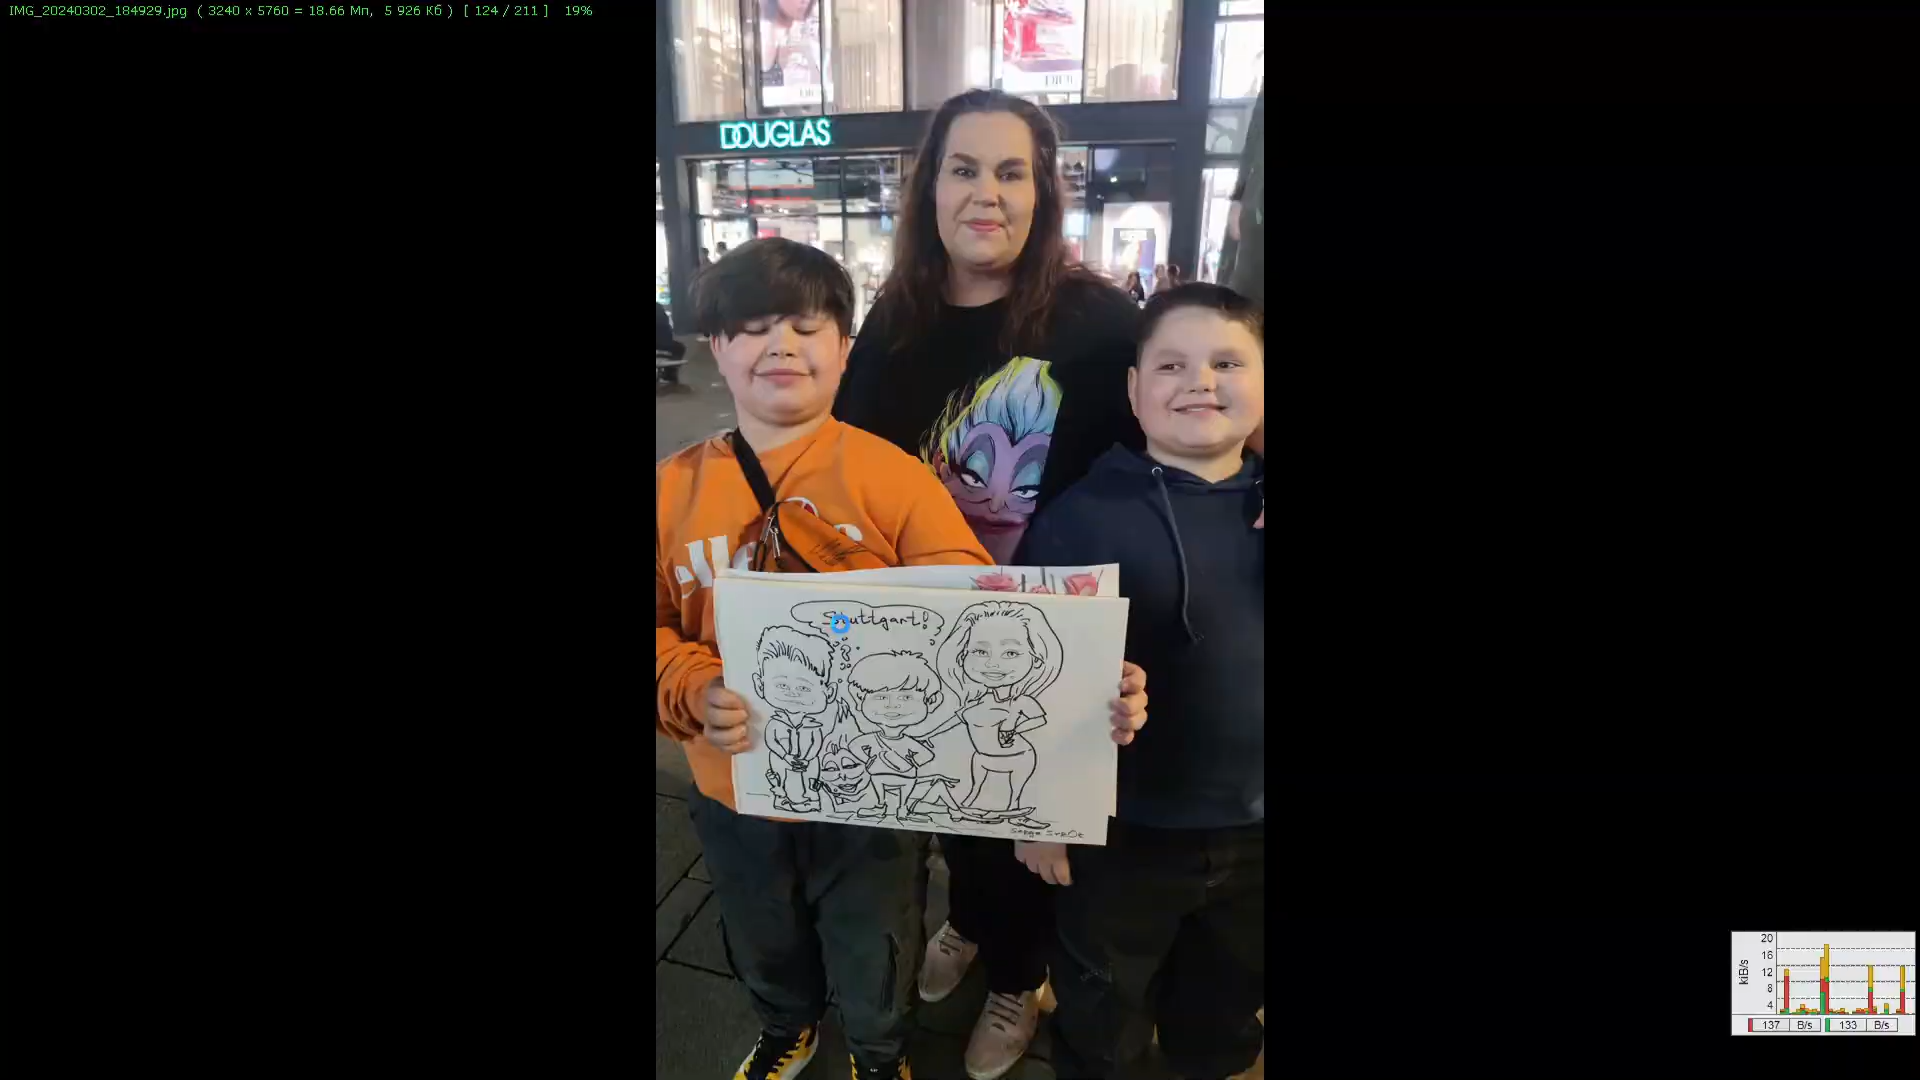 IMG_20240302_184929.jpg ( 3240 x 5760 = 18.66 Мп, 5 926 Кб ) [ 124 / 211 ] 19%
DOUGLAS
Stuttgart!
20
16
12
8
4
kiB/s
137 B/s 133 B/s